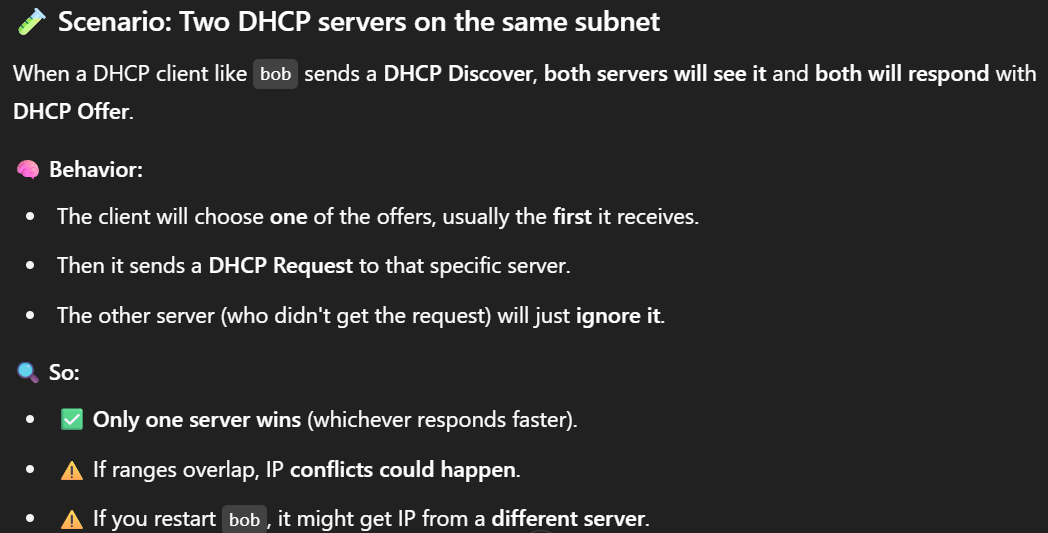 🧪 Scenario: Two DHCP servers on the same subnet
When a DHCP client like bob sends a DHCP Discover, both servers will see it and both will respond with
DHCP Offer.
🧠 Behavior:
• The client will choose one of the offers, usually the first it receives.
• Then it sends a DHCP Request to that specific server.
• The other server (who didn't get the request) will just ignore it.
🔍 So:
• ✅ Only one server wins (whichever responds faster).
• ⚠️ If ranges overlap, IP conflicts could happen.
• ⚠️ If you restart bob, it might get IP from a different server.